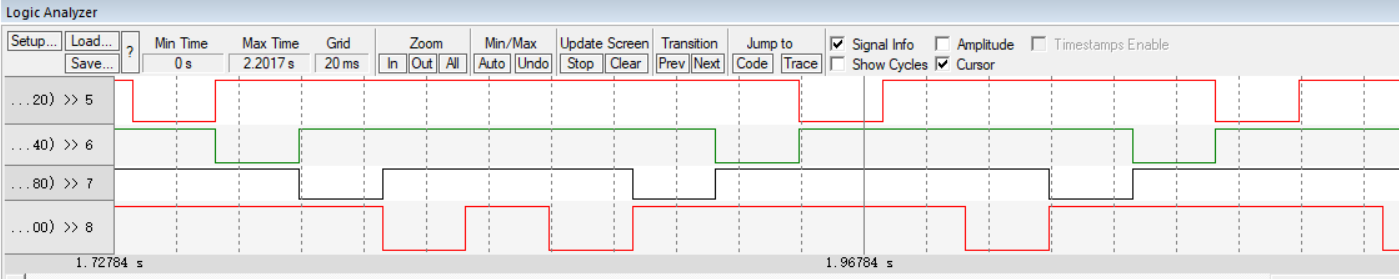 Logic Analyzer
Setup... Load... ? Min Time Max Time Grid Zoom Min/Max Update Screen Transition Jump to Signal Info Amplitude Timestamps Enable
Save... 0 s 2.2017 s 20 ms In Out All Auto Undo Stop Clear Prev Next Code Trace Show Cycles Cursor
...20) >> 5
...40) >> 6
...80) >> 7
...00) >> 8
1.72784 s 1.96784 s